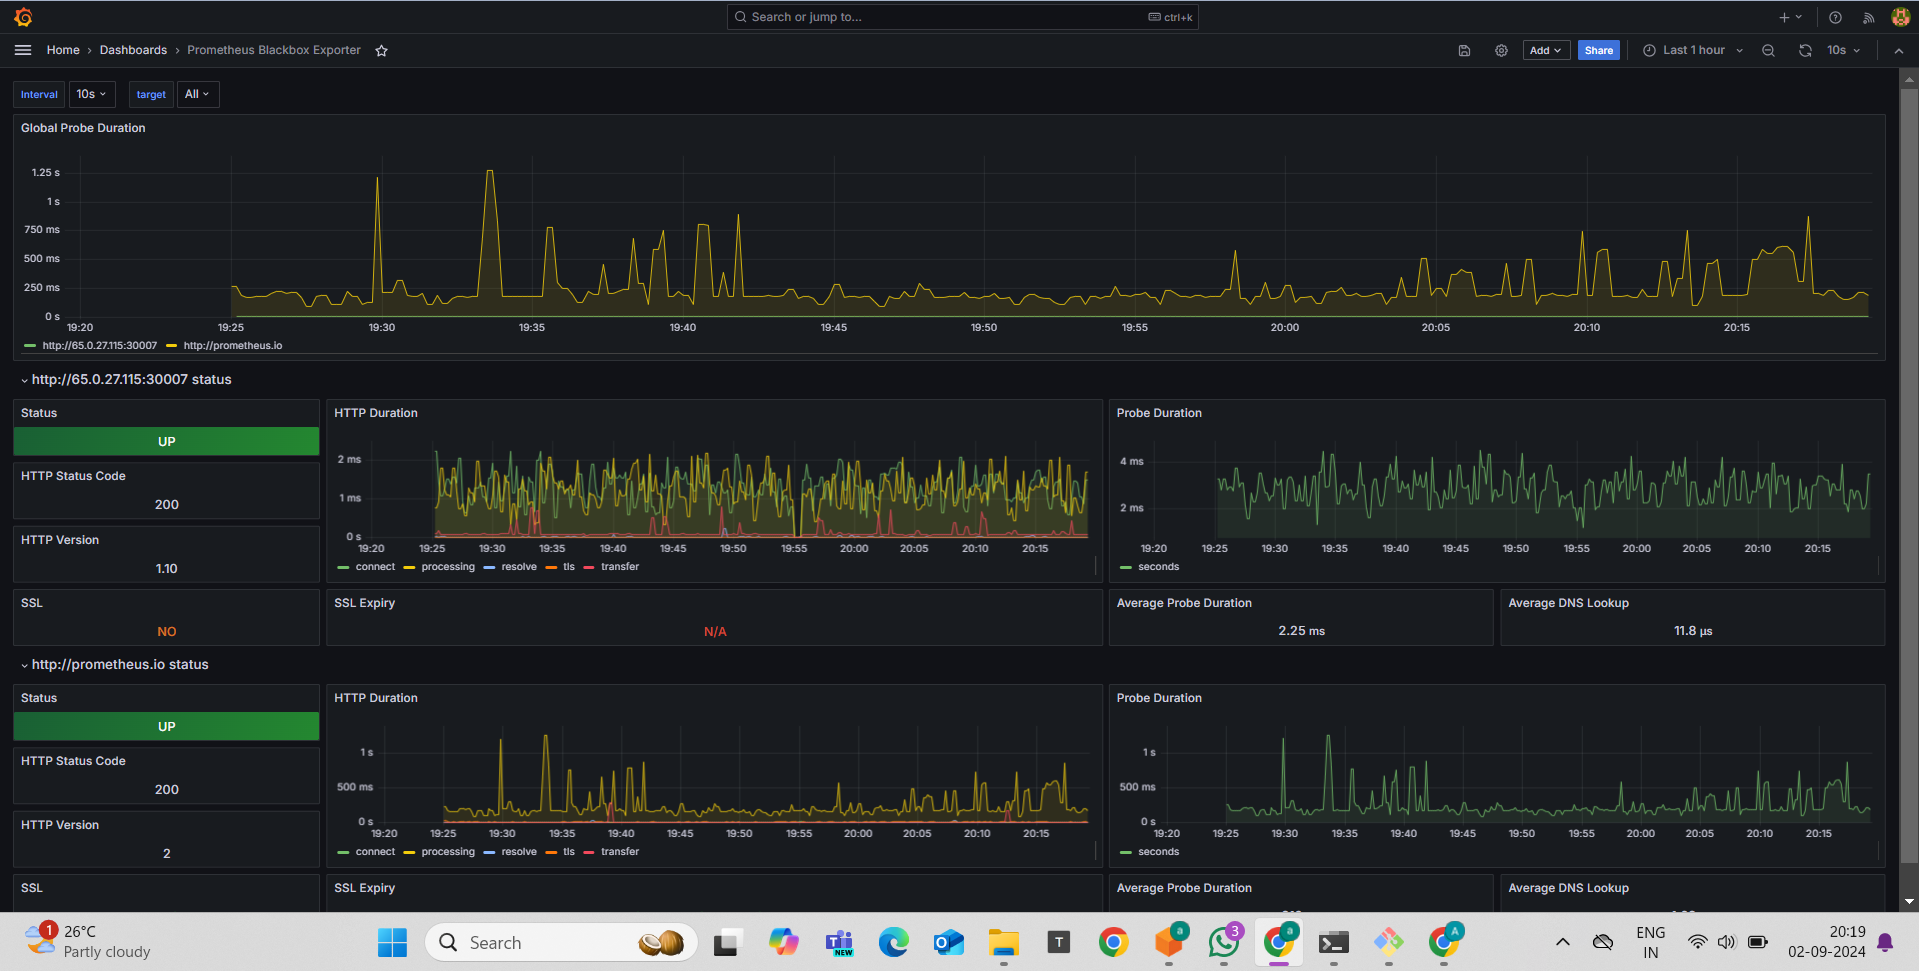 Search or jump to...
ctrl+k
Home › Dashboards › Prometheus Blackbox Exporter
Add
Share
Last 1 hour
10s
Interval 10s target All
Global Probe Duration
1.25 s
1 s
750 ms
500 ms
250 ms
0 s
19:20 19:25 19:30 19:35 19:40 19:45 19:50 19:55 20:00 20:05 20:10 20:15
http://65.0.27.115:30007 http://prometheus.io
http://65.0.27.115:30007 status
Status
UP
HTTP Status Code
200
HTTP Version
1.10
HTTP Duration
2 ms
1 ms
0 s
19:20 19:25 19:30 19:35 19:40 19:45 19:50 19:55 20:00 20:05 20:10 20:15
connect processing resolve tls transfer
Probe Duration
4 ms
2 ms
19:20 19:25 19:30 19:35 19:40 19:45 19:50 19:55 20:00 20:05 20:10 20:15
seconds
SSL
NO
SSL Expiry
N/A
Average Probe Duration
2.25 ms
Average DNS Lookup
11.8 µs
http://prometheus.io status
Status
UP
HTTP Status Code
200
HTTP Version
2
HTTP Duration
1 s
500 ms
0 s
19:20 19:25 19:30 19:35 19:40 19:45 19:50 19:55 20:00 20:05 20:10 20:15
connect processing resolve tls transfer
Probe Duration
1 s
500 ms
0 s
19:20 19:25 19:30 19:35 19:40 19:45 19:50 19:55 20:00 20:05 20:10 20:15
seconds
SSL
SSL Expiry
Average Probe Duration
Average DNS Lookup
1
26°C
Partly cloudy
Search
NEW
T
a
3
a
A
ENG
IN
20:19
02-09-2024